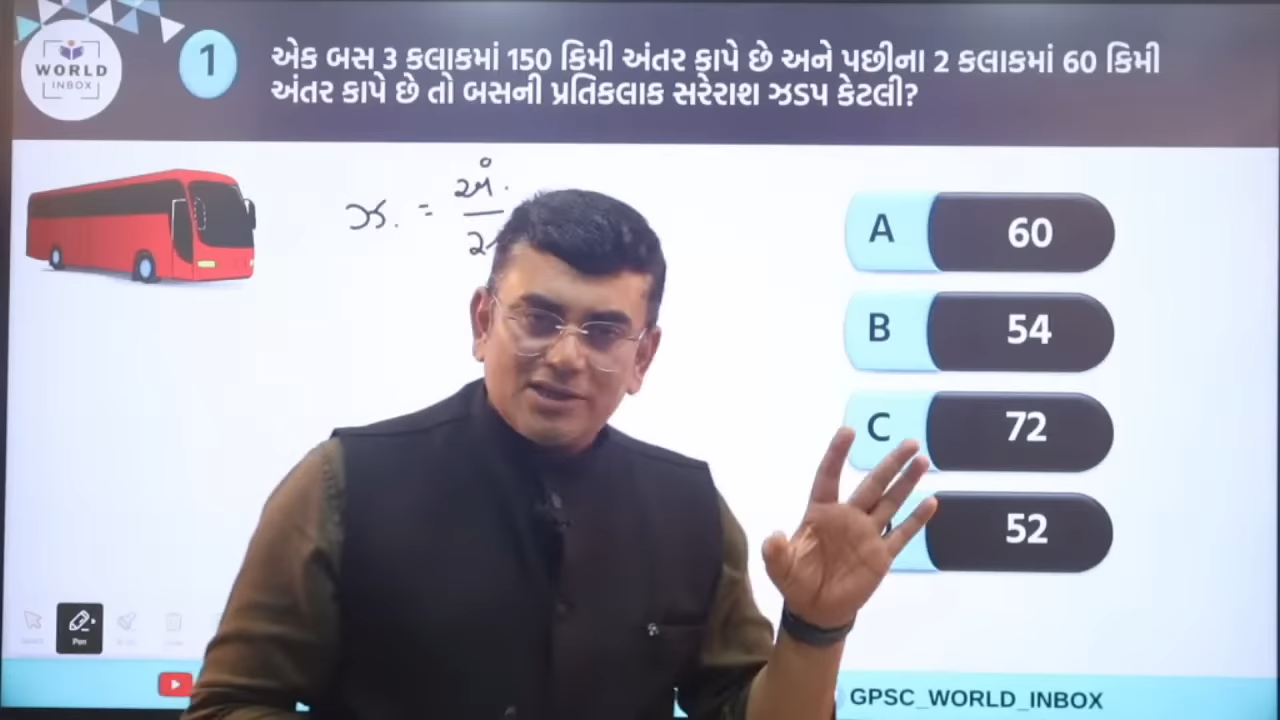 WORLD
INBOX
1
એક બસ 3 કલાકમાં 150 કિમી અંતર કાપે છે અને પછીના 2 કલાકમાં 60 કિમી
અંતર કાપે છે તો બસની પ્રતિકલાક સરેરાશ ઝડપ કેટલી?
ઝ. = અં.
A 60
B 54
C 72
52
Pen
GPSC_WORLD_INBOX